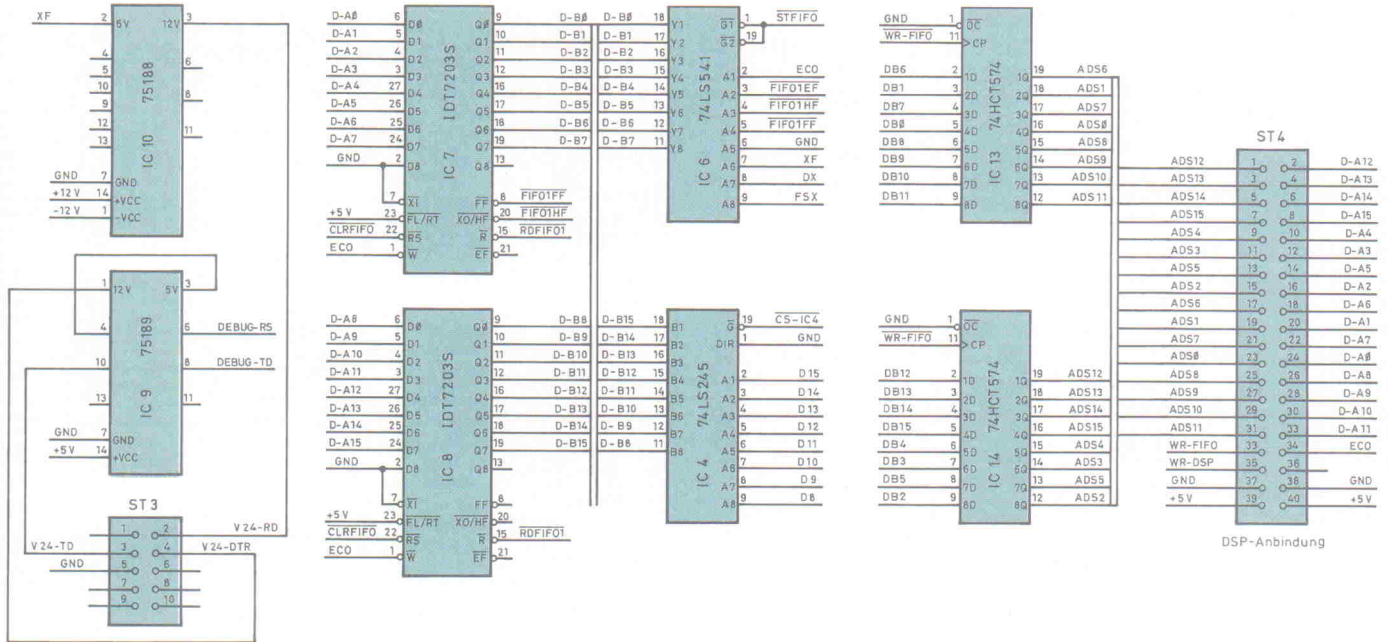 XF 2 5V 12V 3
4
5
10
9
12
13
6
8
11
75188
IC 10
GND 7 GND
+12V 14 +VCC
-12V 1 -VCC
1 12V 5V 3
4
10
13
6 DEBUG-RS
8 DEBUG-TD
11
75189
IC 9
GND 7 GND
+5V 14 +VCC
ST3
1 2 V24-RD
V24-TD 3 4 V24-DTR
GND 5 6
7 8
9 10
D-AØ 6 DØ QØ 9 D-BØ
D-A1 5 D1 Q1 10 D-B1
D-A2 4 D2 Q2 11 D-B2
D-A3 3 D3 Q3 12 D-B3
D-A4 27 D4 Q4 16 D-B4
D-A5 26 D5 Q5 17 D-B5
D-A6 25 D6 Q6 18 D-B6
D-A7 24 D7 Q7 19 D-B7
GND 2 D8 Q8 13
7 XI FF 8 FIFO1FF
+5V 23 FL/RT XO/HF 20 FIFO1HF
CLRFIFO 22 RS R 15 RDFIFO1
ECO 1 W EF 21
IDT7203S
IC 7
D-A8 6 DØ QØ 9 D-B8
D-A9 5 D1 Q1 10 D-B9
D-A10 4 D2 Q2 11 D-B10
D-A11 3 D3 Q3 12 D-B11
D-A12 27 D4 Q4 16 D-B12
D-A13 26 D5 Q5 17 D-B13
D-A14 25 D6 Q6 18 D-B14
D-A15 24 D7 Q7 19 D-B15
GND 2 D8 Q8 13
7 XI FF 8
+5V 23 FL/RT XO/HF 20
CLRFIFO 22 RS R 15 RDFIFO1
ECO 1 W EF 21
IDT7203S
IC 8
D-BØ 18 Y1 G1 1 STFIFO
D-B1 17 Y2 G2 19
D-B2 16 Y3
D-B3 15 Y4 A1 2 ECO
D-B4 14 Y5 A2 3 FIFO1EF
D-B5 13 Y6 A3 4 FIFO1HF
D-B6 12 Y7 A4 5 FIFO1FF
D-B7 11 Y8 A5 6 GND
A6 7 XF
A7 8 DX
A8 9 FSX
74LS541
IC 6
D-B15 18 B1 G 19 CS-IC4
D-B14 17 B2 DIR 1 GND
D-B13 16 B3
D-B12 15 B4 A1 2 D15
D-B11 14 B5 A2 3 D14
D-B10 13 B6 A3 4 D13
D-B9 12 B7 A4 5 D12
D-B8 11 B8 A5 6 D11
A6 7 D10
A7 8 D9
A8 9 D8
74LS245
IC 4
GND 1 OC
WR-FIFO 11 CP
DB6 2 1D 1Q 19 ADS6
DB1 3 2D 2Q 18 ADS1
DB7 4 3D 3Q 17 ADS7
DBØ 5 4D 4Q 16 ADSØ
DB8 6 5D 5Q 15 ADS8
DB9 7 6D 6Q 14 ADS9
DB10 8 7D 7Q 13 ADS10
DB11 9 8D 8Q 12 ADS11
74HCT574
IC 13
GND 1 OC
WR-FIFO 11 CP
DB12 2 1D 1Q 19 ADS12
DB13 3 2D 2Q 18 ADS13
DB14 4 3D 3Q 17 ADS14
DB15 5 4D 4Q 16 ADS15
DB4 6 5D 5Q 15 ADS4
DB3 7 6D 6Q 14 ADS3
DB5 8 7D 7Q 13 ADS5
DB2 9 8D 8Q 12 ADS2
74HCT574
IC 14
ST4
ADS12 1 2 D-A12
ADS13 3 4 D-A13
ADS14 5 6 D-A14
ADS15 7 8 D-A15
ADS4 9 10 D-A4
ADS3 11 12 D-A3
ADS5 13 14 D-A5
ADS2 15 16 D-A2
ADS6 17 18 D-A6
ADS1 19 20 D-A1
ADS7 21 22 D-A7
ADSØ 23 24 D-AØ
ADS8 25 26 D-A8
ADS9 27 28 D-A9
ADS10 29 30 D-A10
ADS11 31 33 D-A11
WR-FIFO 33 34 ECO
WR-DSP 35 36
GND 37 38 GND
+5V 39 40 +5V
DSP-Anbindung